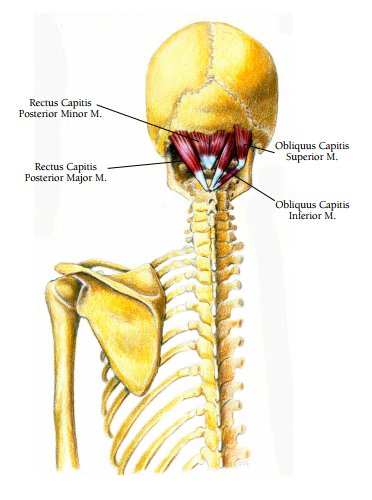 Rectus Capitis
Posterior Minor M.
Rectus Capitis
Posterior Major M.
Obliquus Capitis
Superior M.
Obliquus Capitis
Inferior M.